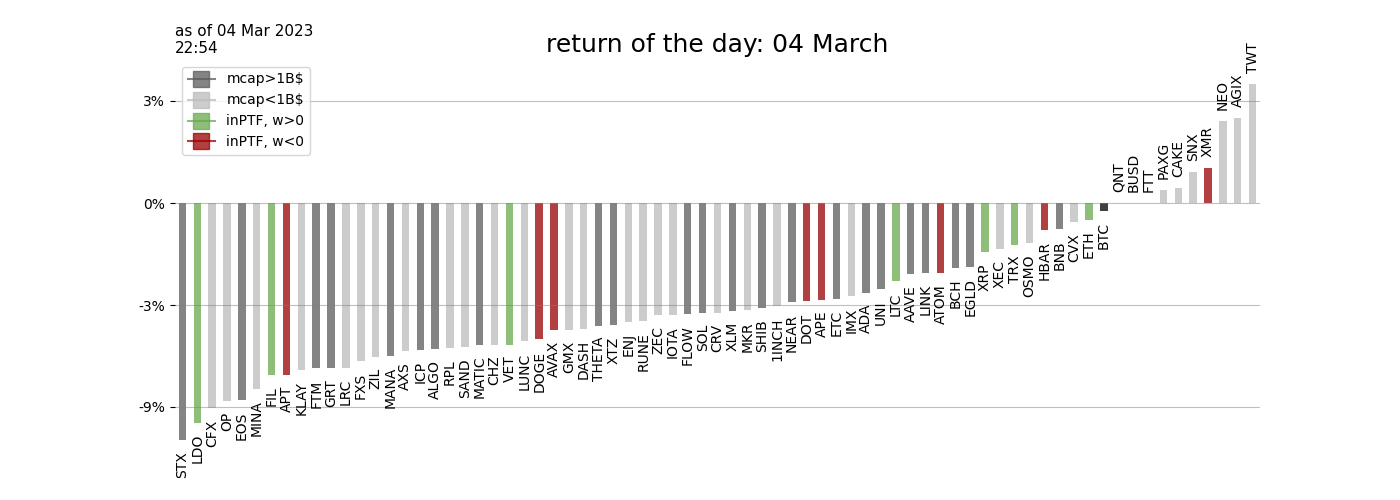 as of 04 Mar 2023
22:54
return of the day: 04 March
mcap>1B$
mcap<1B$
inPTF, w>0
inPTF, w<0
3%
0%
-3%
-9%
STX
LDO
CFX
OP
EOS
MINA
FIL
APT
KLAY
FTM
GRT
LRC
FXS
ZIL
MANA
AXS
ICP
ALGO
RPL
SAND
MATIC
CHZ
VET
LUNC
DOGE
AVAX
GMX
DASH
THETA
XTZ
ENJ
RUNE
ZEC
IOTA
FLOW
SOL
CRV
XLM
MKR
SHIB
1INCH
NEAR
DOT
APE
ETC
IMX
ADA
UNI
LTC
AAVE
LINK
ATOM
BCH
EGLD
XRP
XEC
TRX
OSMO
HBAR
BNB
CVX
ETH
BTC
QNT
BUSD
FTT
PAXG
CAKE
SNX
XMR
NEO
AGIX
TWT